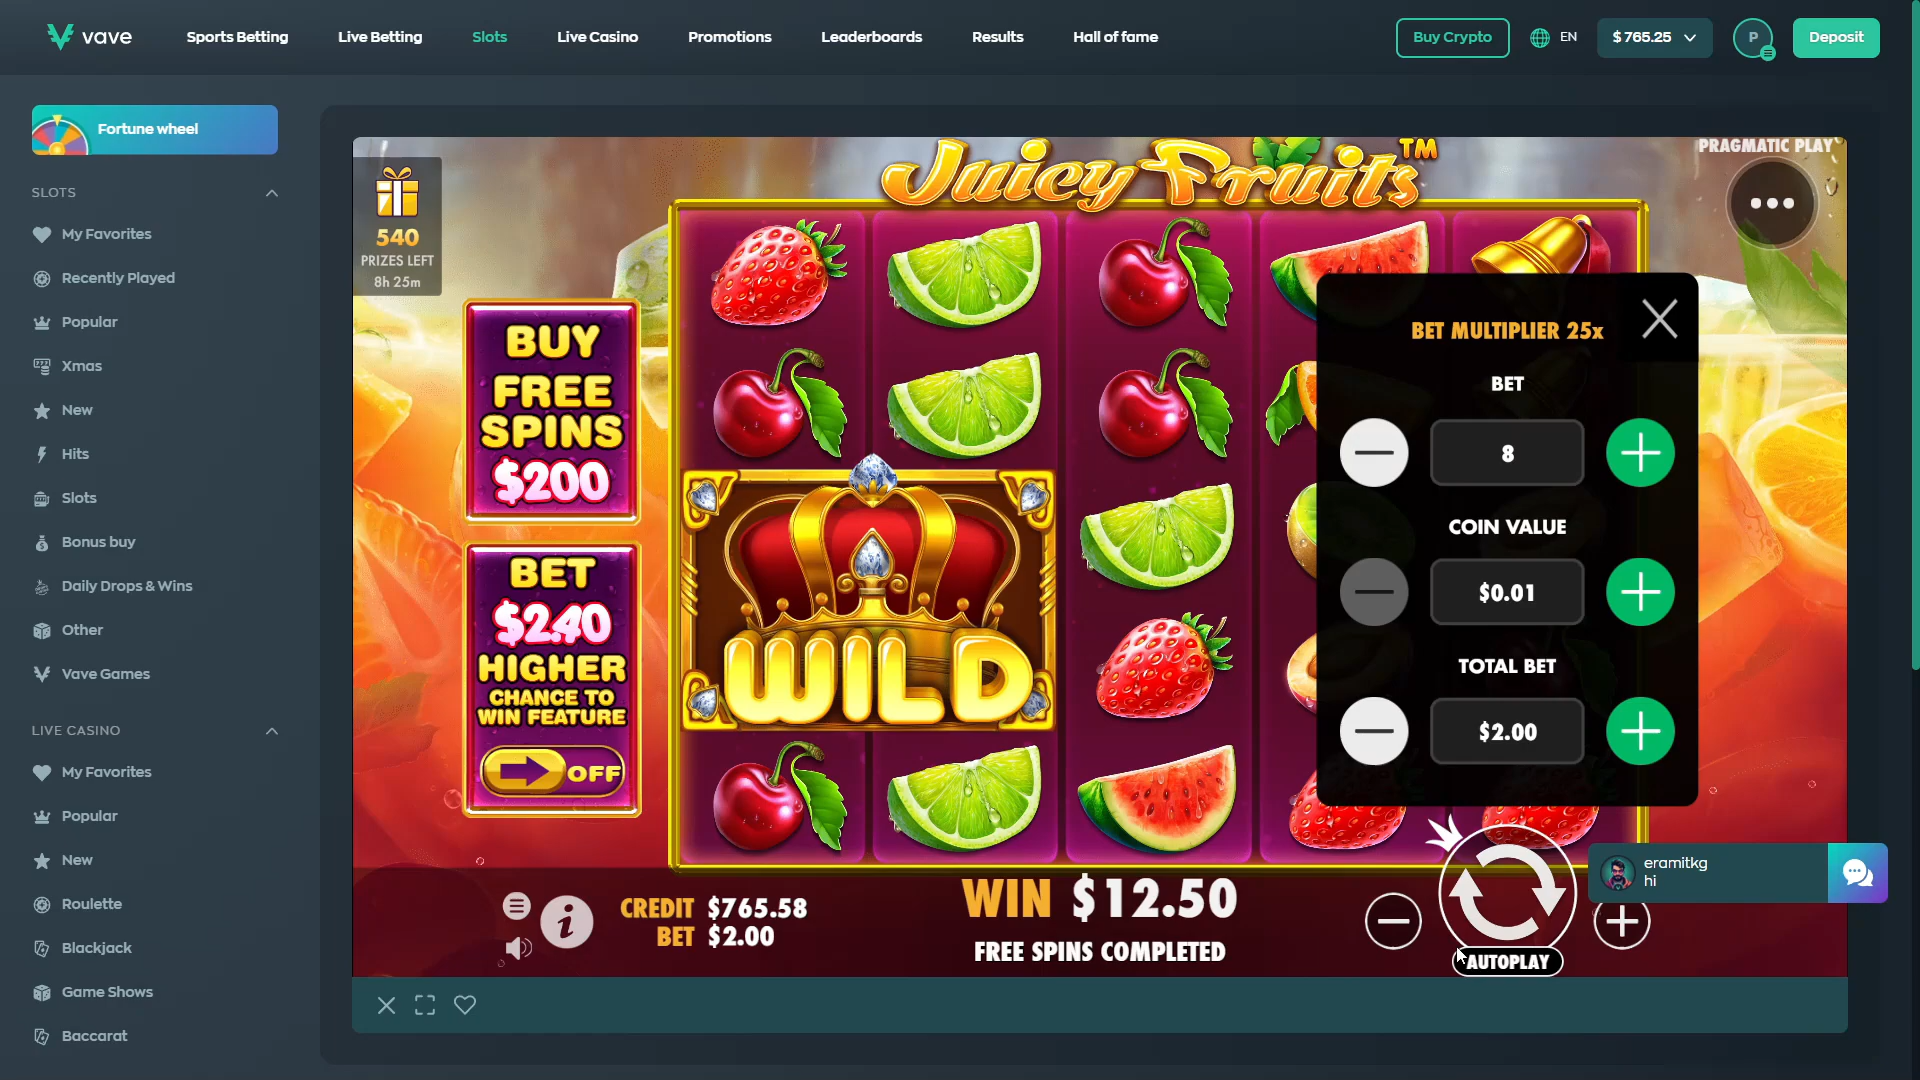 vave
Sports Betting
Live Betting
Slots
Live Casino
Promotions
Leaderboards
Results
Hall of fame
Buy Crypto
EN
$ 765.25
P
Deposit
Fortune wheel
SLOTS
My Favorites
Recently Played
Popular
Xmas
New
Hits
Slots
Bonus buy
Daily Drops & Wins
Other
Vave Games
LIVE CASINO
My Favorites
Popular
New
Roulette
Blackjack
Game Shows
Baccarat
540
PRIZES LEFT
8h 25m
Juicy Fruits™
PRAGMATIC PLAY
BUY
FREE
SPINS
$200
BET
$2.40
HIGHER
CHANCE TO
WIN FEATURE
OFF
WILD
BET MULTIPLIER 25x
BET
8
COIN VALUE
$0.01
TOTAL BET
$2.00
CREDIT $765.58
BET $2.00
WIN $12.50
FREE SPINS COMPLETED
AUTOPLAY
eramitkg
hi